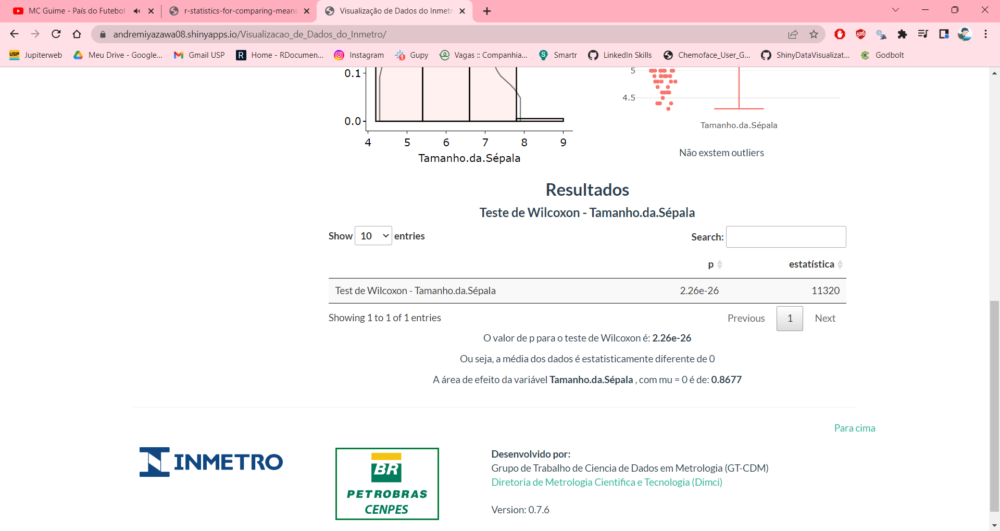 MC Guime - País do Futebol
r-statistics-for-comparing-means
Visualização de Dados do Inmetr
andremiyazawa08.shinyapps.io/Visualizacao_de_Dados_do_Inmetro/
USP Jupiterweb
Meu Drive - Google...
Gmail USP
R Home - RDocumen...
Instagram
Gupy
Vagas :: Companhia...
S Smartr
LinkedIn Skills
Chemoface_User_G...
ShinyDataVisualizat...
Godbolt
0.1
0.0
4 5 6 7 8 9
Tamanho.da.Sépala
5
4.5
Tamanho.da.Sépala
Não exstem outliers
Resultados
Teste de Wilcoxon - Tamanho.da.Sépala
Show 10 entries
Search:
p estatística
Test de Wilcoxon - Tamanho.da.Sépala 2.26e-26 11320
Showing 1 to 1 of 1 entries
Previous 1 Next
O valor de p para o teste de Wilcoxon é: 2.26e-26
Ou seja, a média dos dados é estatisticamente diferente de 0
A área de efeito da variável Tamanho.da.Sépala , com mu = 0 é de: 0.8677
Para cima
INMETRO
BR
PETROBRAS
CENPES
Desenvolvido por:
Grupo de Trabalho de Ciencia de Dados em Metrologia (GT-CDM)
Diretoria de Metrologia Cientifica e Tecnologia (Dimci)
Version: 0.7.6